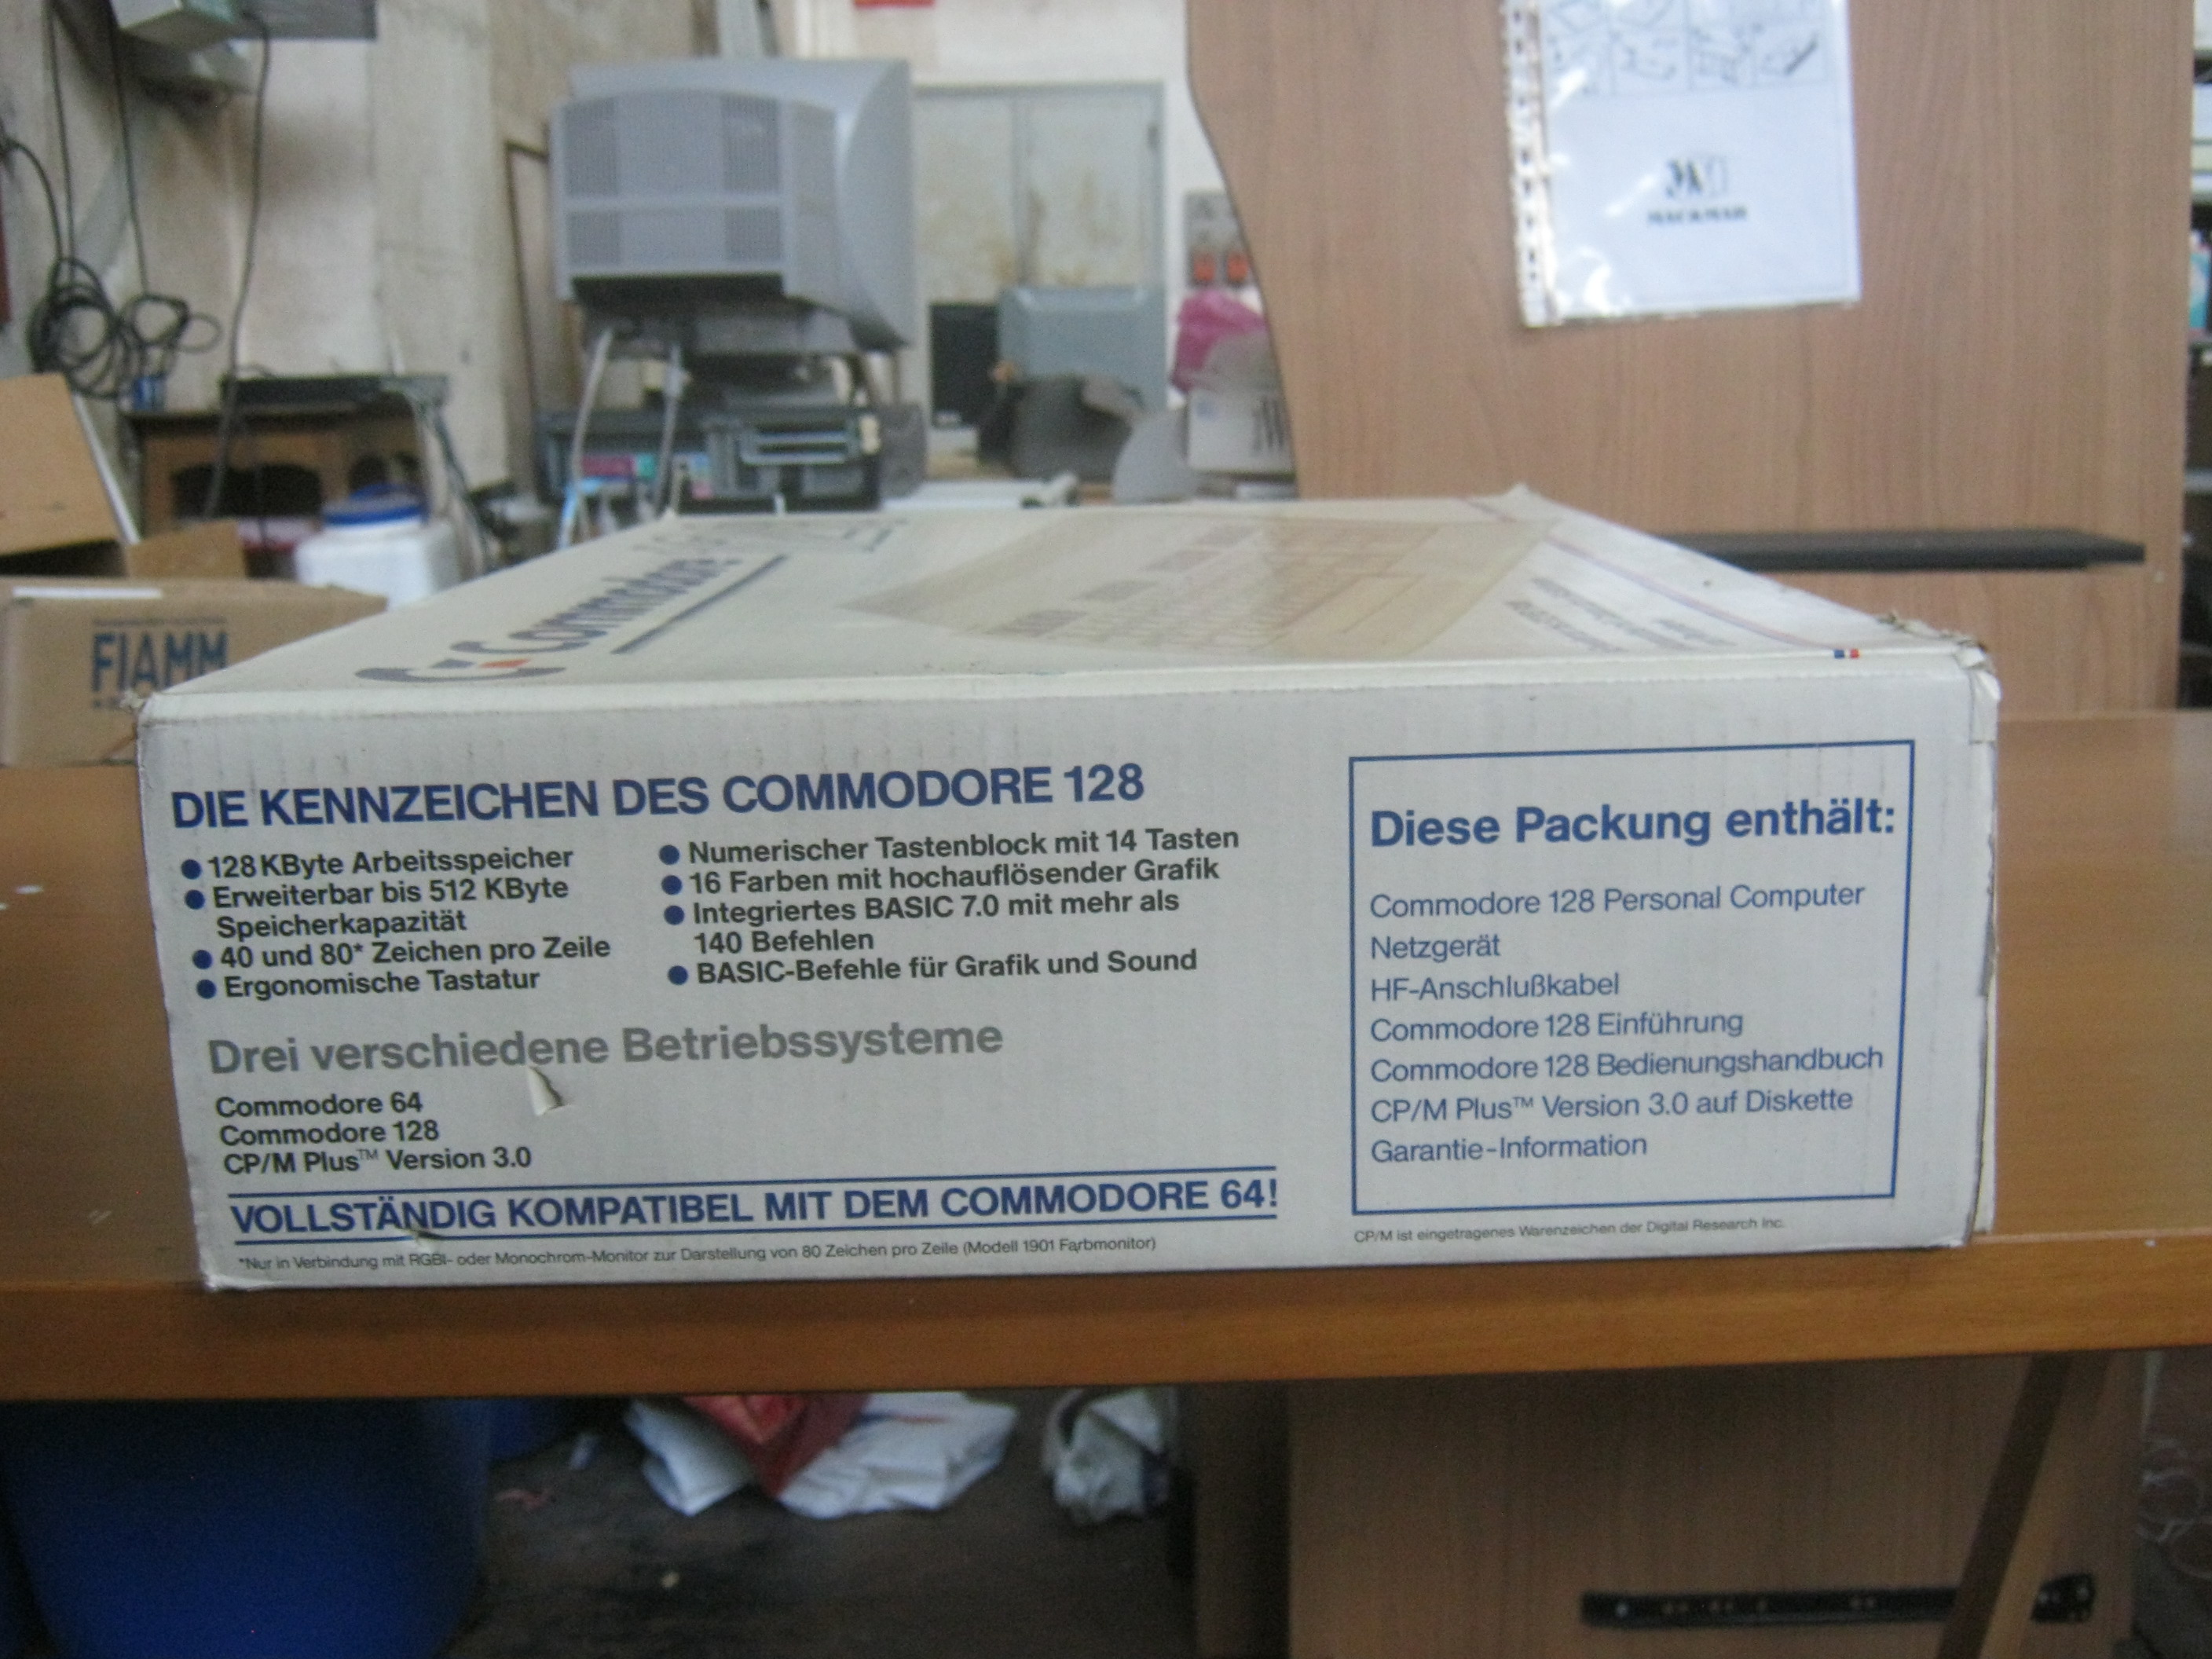 MACKMAR
FIAMM
Commodore
DIE KENNZEICHEN DES COMMODORE 128
● 128 KByte Arbeitsspeicher
● Erweiterbar bis 512 KByte
Speicherkapazität
● 40 und 80* Zeichen pro Zeile
● Ergonomische Tastatur
● Numerischer Tastenblock mit 14 Tasten
● 16 Farben mit hochauflösender Grafik
● Integriertes BASIC 7.0 mit mehr als
140 Befehlen
● BASIC-Befehle für Grafik und Sound
Drei verschiedene Betriebssysteme
Commodore 64
Commodore 128
CP/M Plus™ Version 3.0
VOLLSTÄNDIG KOMPATIBEL MIT DEM COMMODORE 64!
*Nur in Verbindung mit RGBI- oder Monochrom-Monitor zur Darstellung von 80 Zeichen pro Zeile (Modell 1901 Farbmonitor)
Diese Packung enthält:
Commodore 128 Personal Computer
Netzgerät
HF-Anschlußkabel
Commodore 128 Einführung
Commodore 128 Bedienungshandbuch
CP/M Plus™ Version 3.0 auf Diskette
Garantie-Information
CP/M ist eingetragenes Warenzeichen der Digital Research Inc.